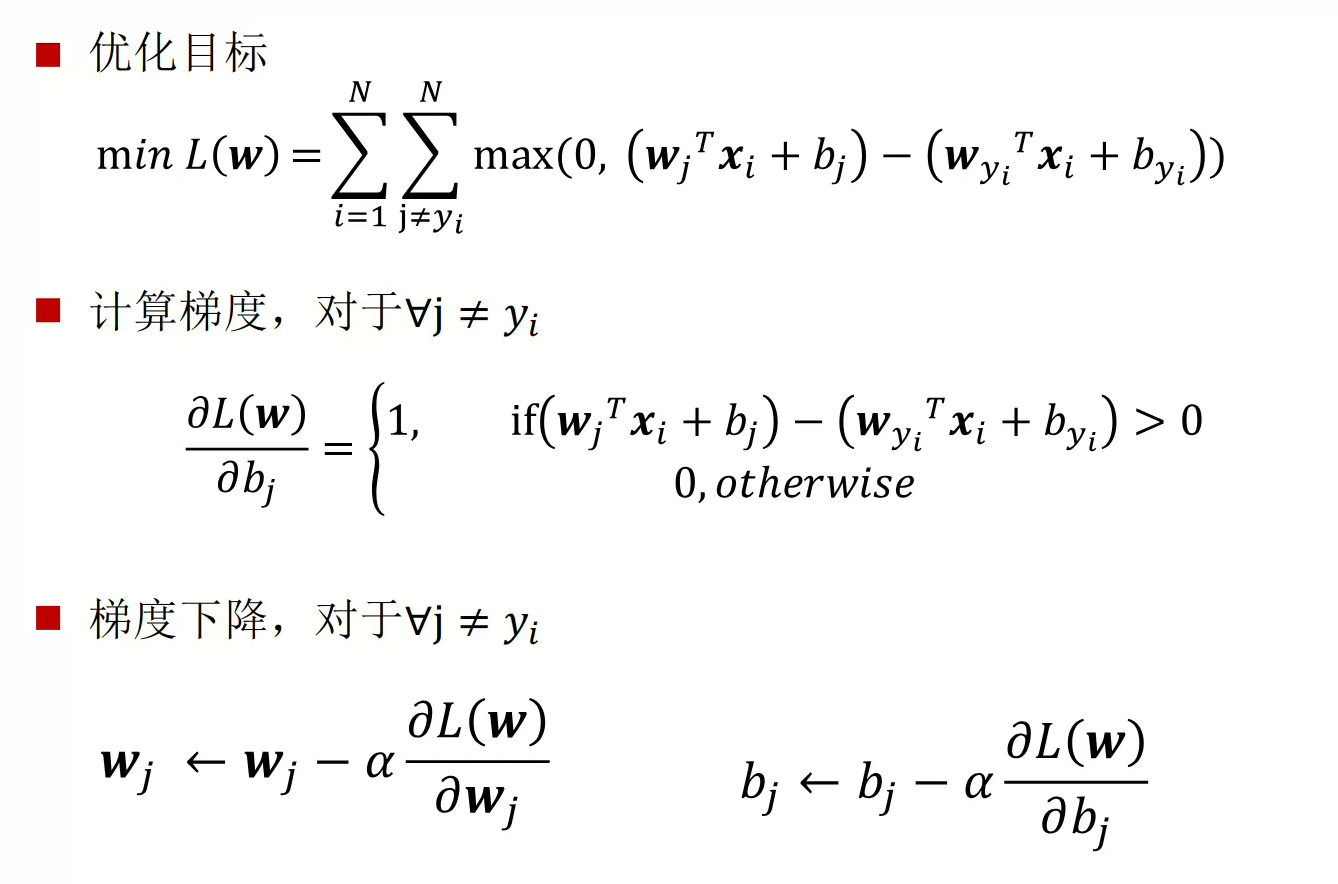 优化目标
min L(w) = ∑_{i=1}^{N} ∑_{j≠y_i}^{N} max(0, (w_j^T x_i + b_j) − (w_{y_i}^T x_i + b_{y_i}))
计算梯度，对于∀j ≠ y_i
∂L(w)/∂b_j = { 1, if(w_j^T x_i + b_j) − (w_{y_i}^T x_i + b_{y_i}) > 0
0, otherwise
梯度下降，对于∀j ≠ y_i
w_j ← w_j − α ∂L(w)/∂w_j b_j ← b_j − α ∂L(w)/∂b_j